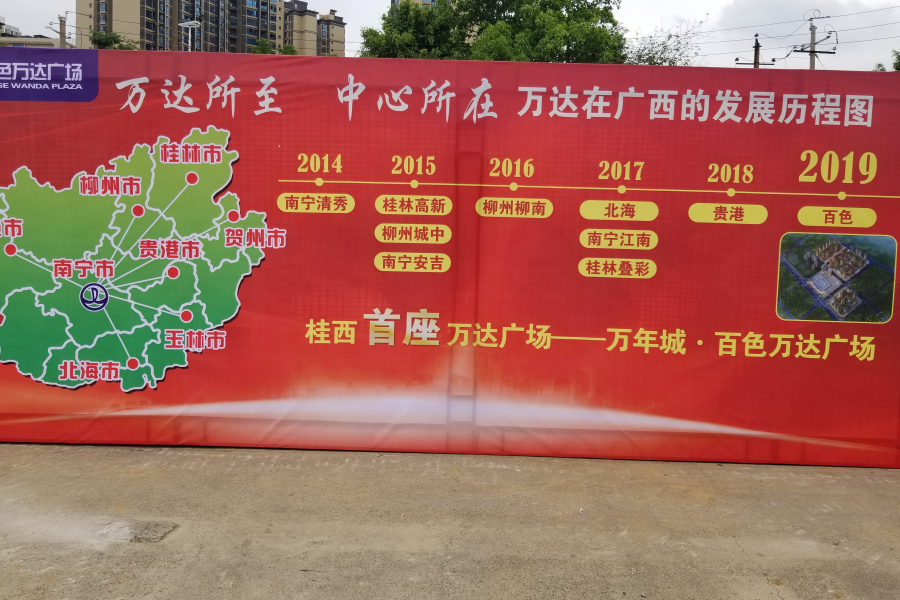 色万达广场
SE WANDA PLAZA
万达所至 中心所在 万达在广西的发展历程图
2014 2015 2016 2017 2018 2019
南宁清秀 桂林高新 柳州柳南 北海 贵港 百色
柳州城中 南宁江南
南宁安吉 桂林叠彩
桂林市
柳州市
贺州市
贵港市
色市
南宁市
玉林市
北海市
桂西 首座 万达广场——万年城·百色万达广场